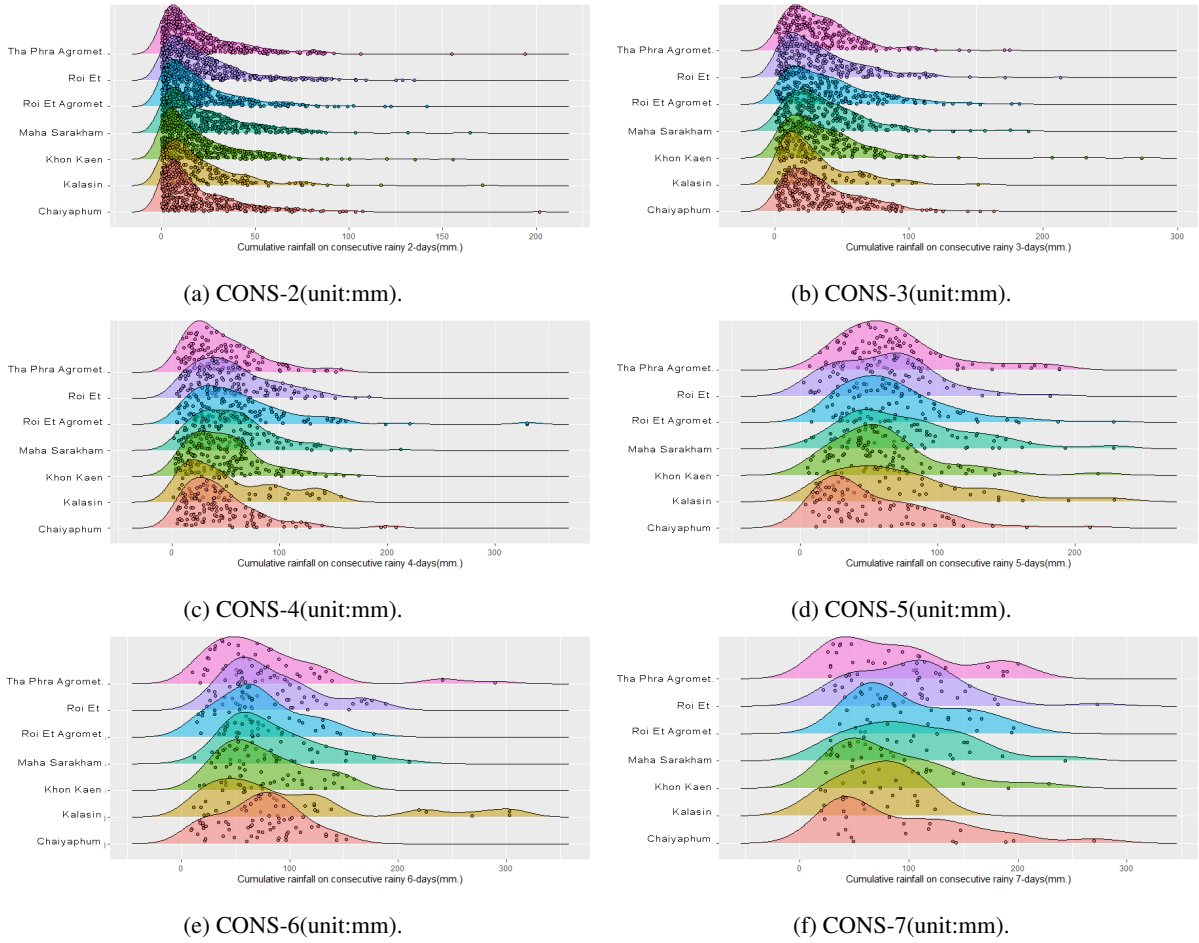 Tha Phra Agromet.
Roi Et
Roi Et Agromet
Maha Sarakham
Khon Kaen
Kalasin
Chaiyaphum
0 50 100 150 200
Cumulative rainfall on consecutive rainy 2-days(mm.)
(a) CONS-2(unit:mm).
Tha Phra Agromet.
Roi Et
Roi Et Agromet
Maha Sarakham
Khon Kaen
Kalasin
Chaiyaphum
0 100 200 300
Cumulative rainfall on consecutive rainy 3-days(mm.)
(b) CONS-3(unit:mm).
Tha Phra Agromet.
Roi Et
Roi Et Agromet
Maha Sarakham
Khon Kaen
Kalasin
Chaiyaphum
0 100 200 300
Cumulative rainfall on consecutive rainy 4-days(mm.)
(c) CONS-4(unit:mm).
Tha Phra Agromet.
Roi Et
Roi Et Agromet
Maha Sarakham
Khon Kaen
Kalasin
Chaiyaphum
0 100 200
Cumulative rainfall on consecutive rainy 5-days(mm.)
(d) CONS-5(unit:mm).
Tha Phra Agromet.
Roi Et
Roi Et Agromet
Maha Sarakham
Khon Kaen
Kalasin
Chaiyaphum
0 100 200 300
Cumulative rainfall on consecutive rainy 6-days(mm.)
(e) CONS-6(unit:mm).
Tha Phra Agromet.
Roi Et
Roi Et Agromet
Maha Sarakham
Khon Kaen
Kalasin
Chaiyaphum
0 100 200 300
Cumulative rainfall on consecutive rainy 7-days(mm.)
(f) CONS-7(unit:mm).